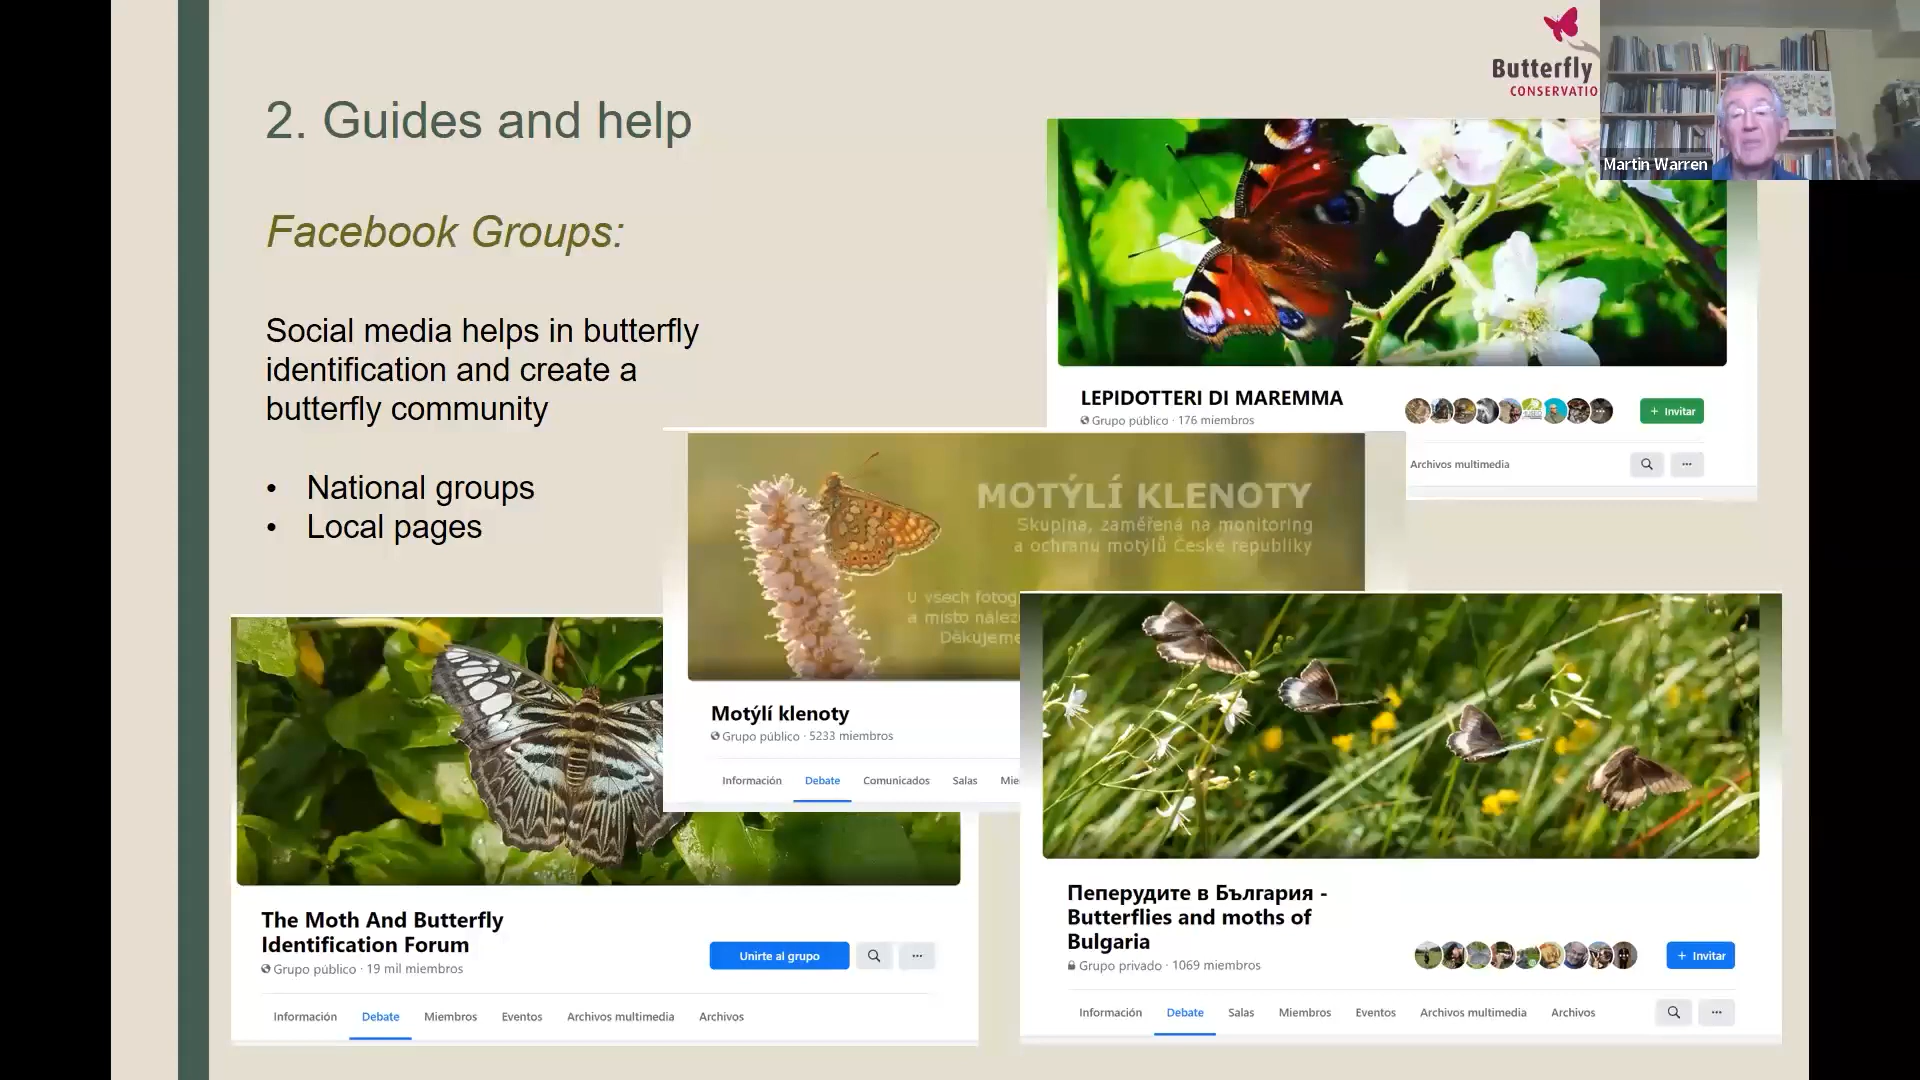 Butterfly
CONSERVATIO
Martin Warren
2. Guides and help
Facebook Groups:
Social media helps in butterfly
identification and create a
butterfly community
• National groups
• Local pages
LEPIDOTTERI DI MAREMMA
Grupo público · 176 miembros
+ Invitar
Archivos multimedia
MOTÝLÍ KLENOTY
Skupina, zaměřená na monitoring
a ochranu motýlů České republiky
U všech fotog
a místo nálezu
Děkujeme
Motýlí klenoty
Grupo público · 5233 miembros
Información Debate Comunicados Salas Mie
The Moth And Butterfly
Identification Forum
Grupo público · 19 mil miembros
Unirte al grupo
Información Debate Miembros Eventos Archivos multimedia Archivos
Пеперудите в България -
Butterflies and moths of
Bulgaria
Grupo privado · 1069 miembros
+ Invitar
Información Debate Salas Miembros Eventos Archivos multimedia Archivos